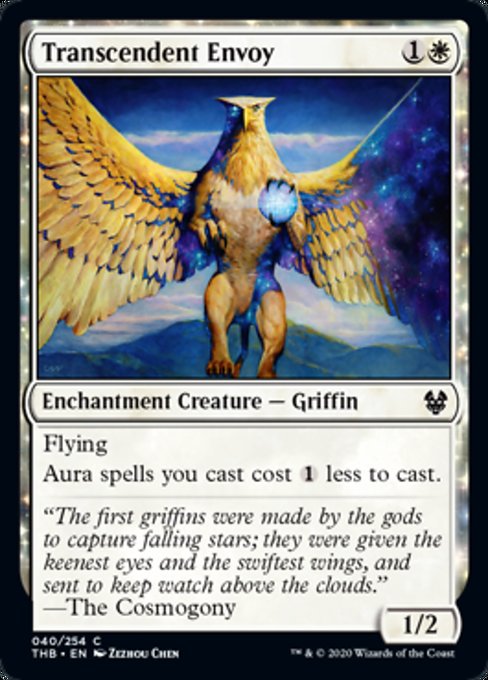 Transcendent Envoy 1
Enchantment Creature — Griffin
Flying
Aura spells you cast cost 1 less to cast.
“The first griffins were made by the gods
to capture falling stars; they were given the
keenest eyes and the swiftest wings, and
sent to keep watch above the clouds.”
—The Cosmogony
1/2
040/254 C
THB • EN Zezhou Chen
™ & © 2020 Wizards of the Coast